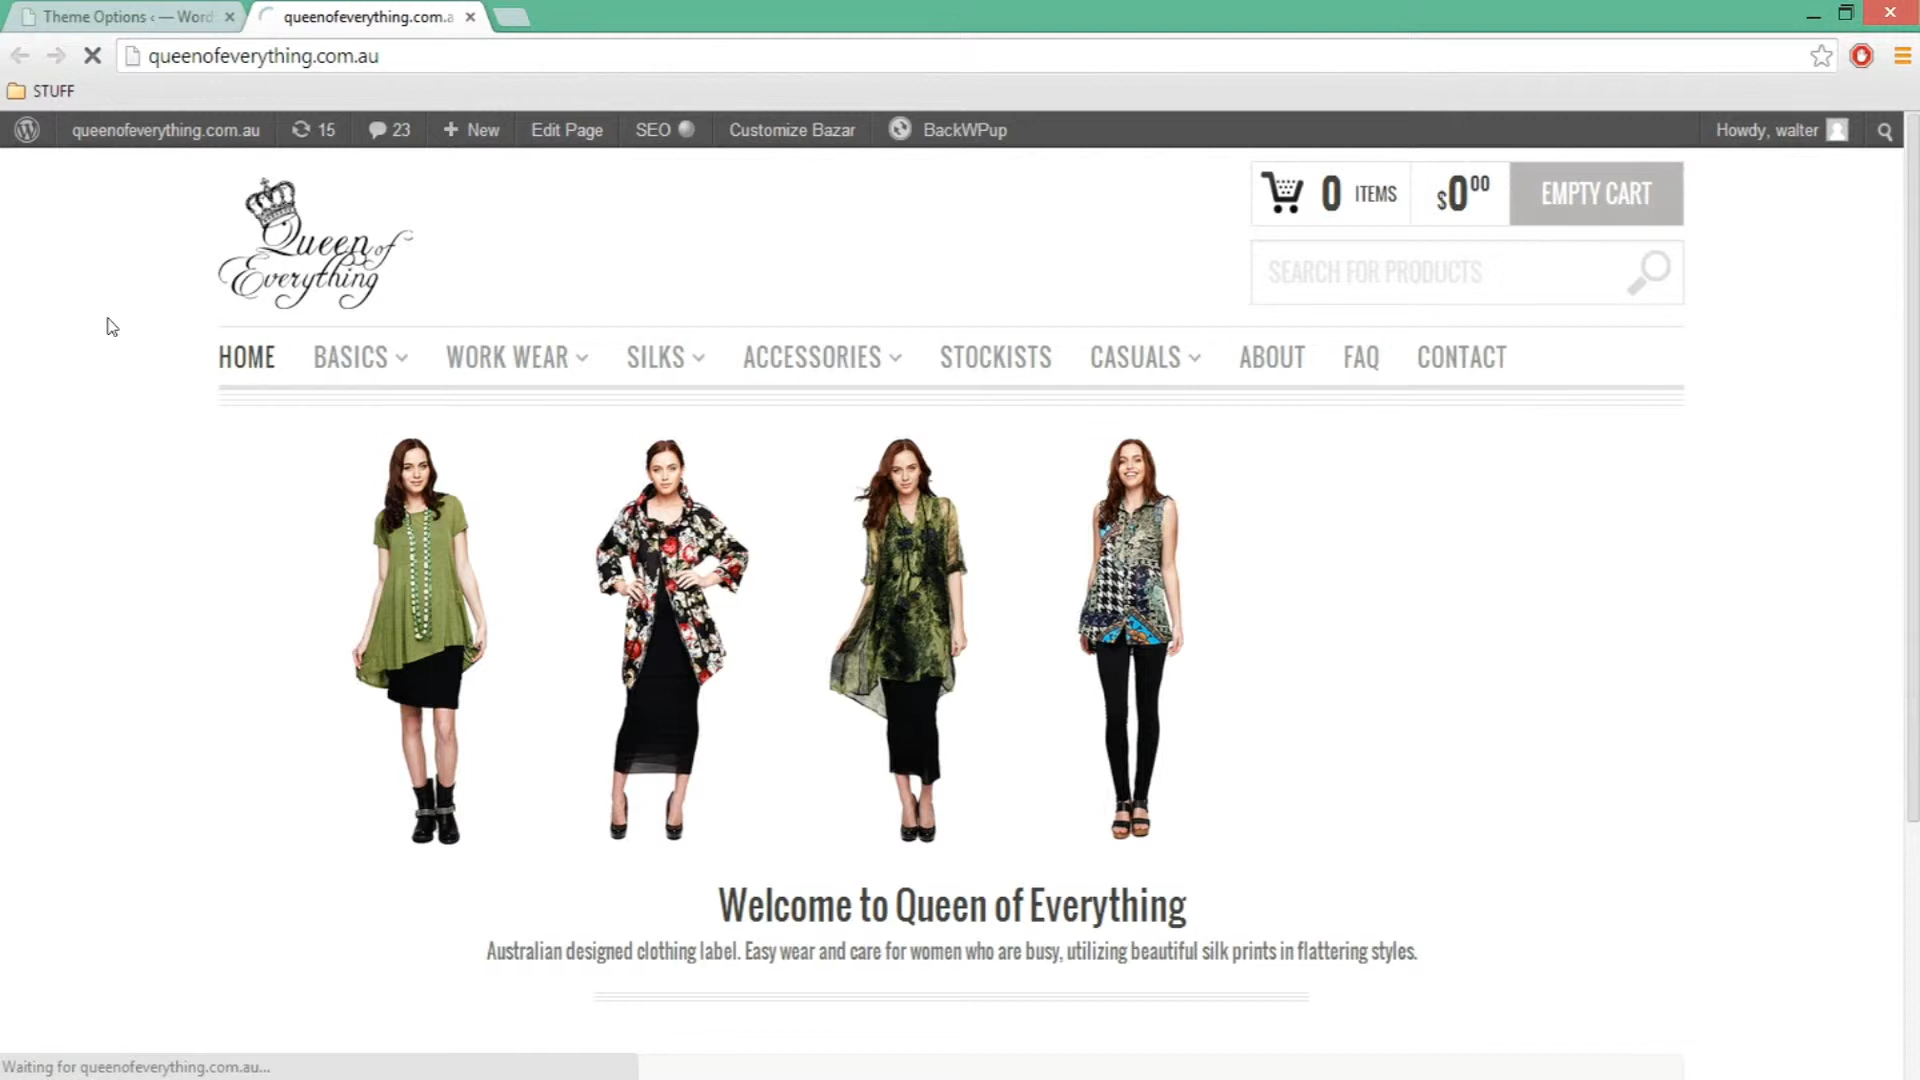 Theme Options ‹ — Word
queenofeverything.com.a
queenofeverything.com.au
STUFF
queenofeverything.com.au 15 23 New Edit Page SEO Customize Bazar BackWPup Howdy, walter
Queen of
Everything
0 ITEMS $0.00 EMPTY CART
SEARCH FOR PRODUCTS
HOME BASICS WORK WEAR SILKS ACCESSORIES STOCKISTS CASUALS ABOUT FAQ CONTACT
Welcome to Queen of Everything
Australian designed clothing label. Easy wear and care for women who are busy, utilizing beautiful silk prints in flattering styles.
Waiting for queenofeverything.com.au...